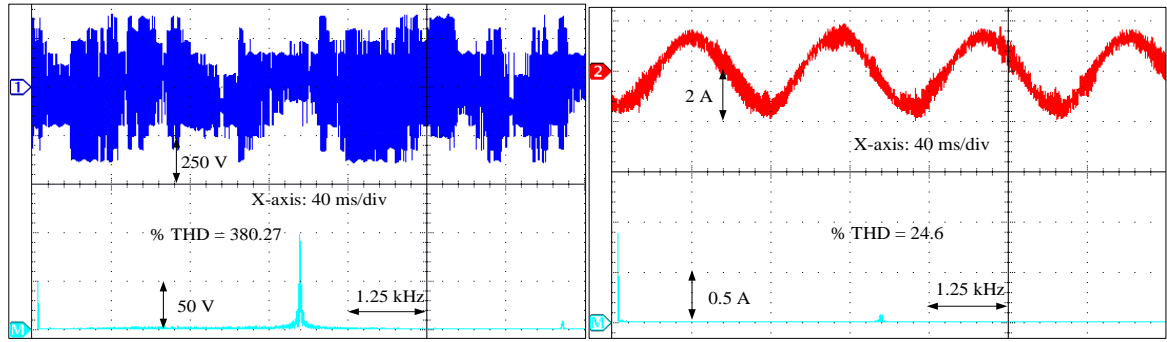 1
250 V
X-axis: 40 ms/div
% THD = 380.27
50 V
1.25 kHz
M
2
2 A
X-axis: 40 ms/div
% THD = 24.6
0.5 A
1.25 kHz
M